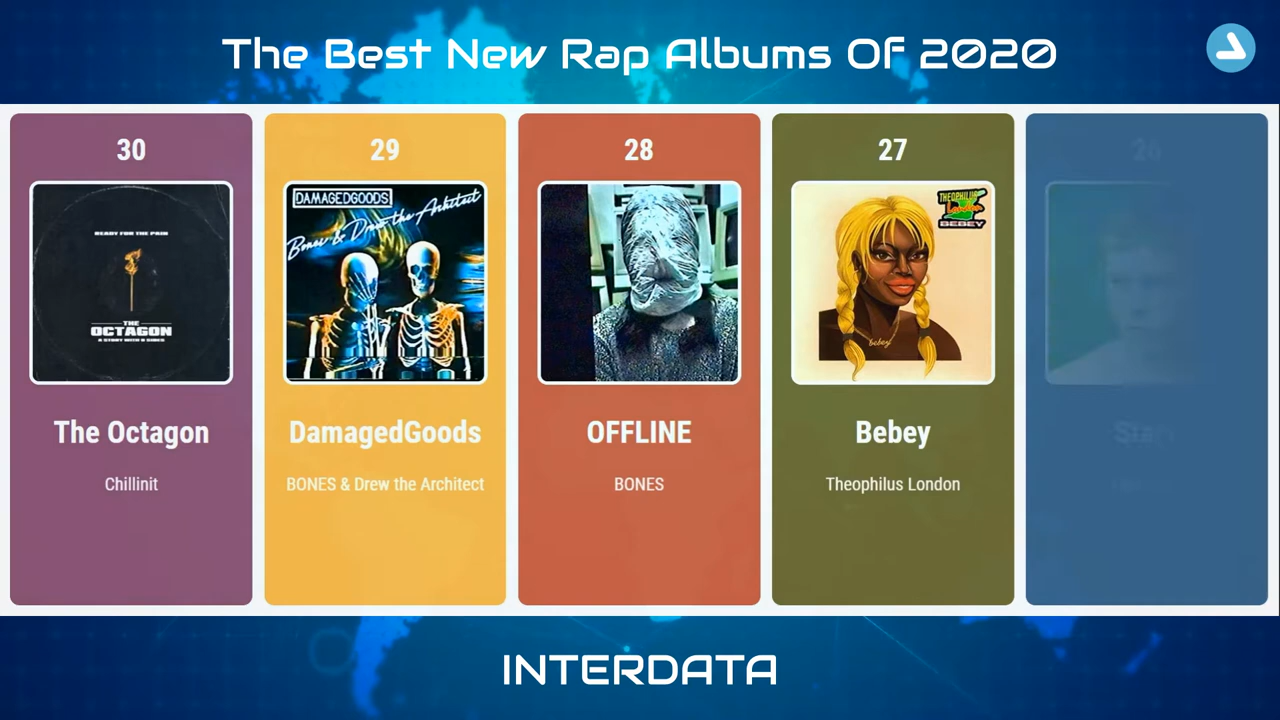 The Best New Rap Albums Of 2020
30
READY FOR THE PAIN
THE
OCTAGON
A STORY WITH 8 SIDES
The Octagon
Chillinit
29
DAMAGEDGOODS
Bones & Drew the Architect
DamagedGoods
BONES & Drew the Architect
28
OFFLINE
BONES
27
THEOPHILUS
London
BEBEY
bebey
Bebey
Theophilus London
26
INTERDATA